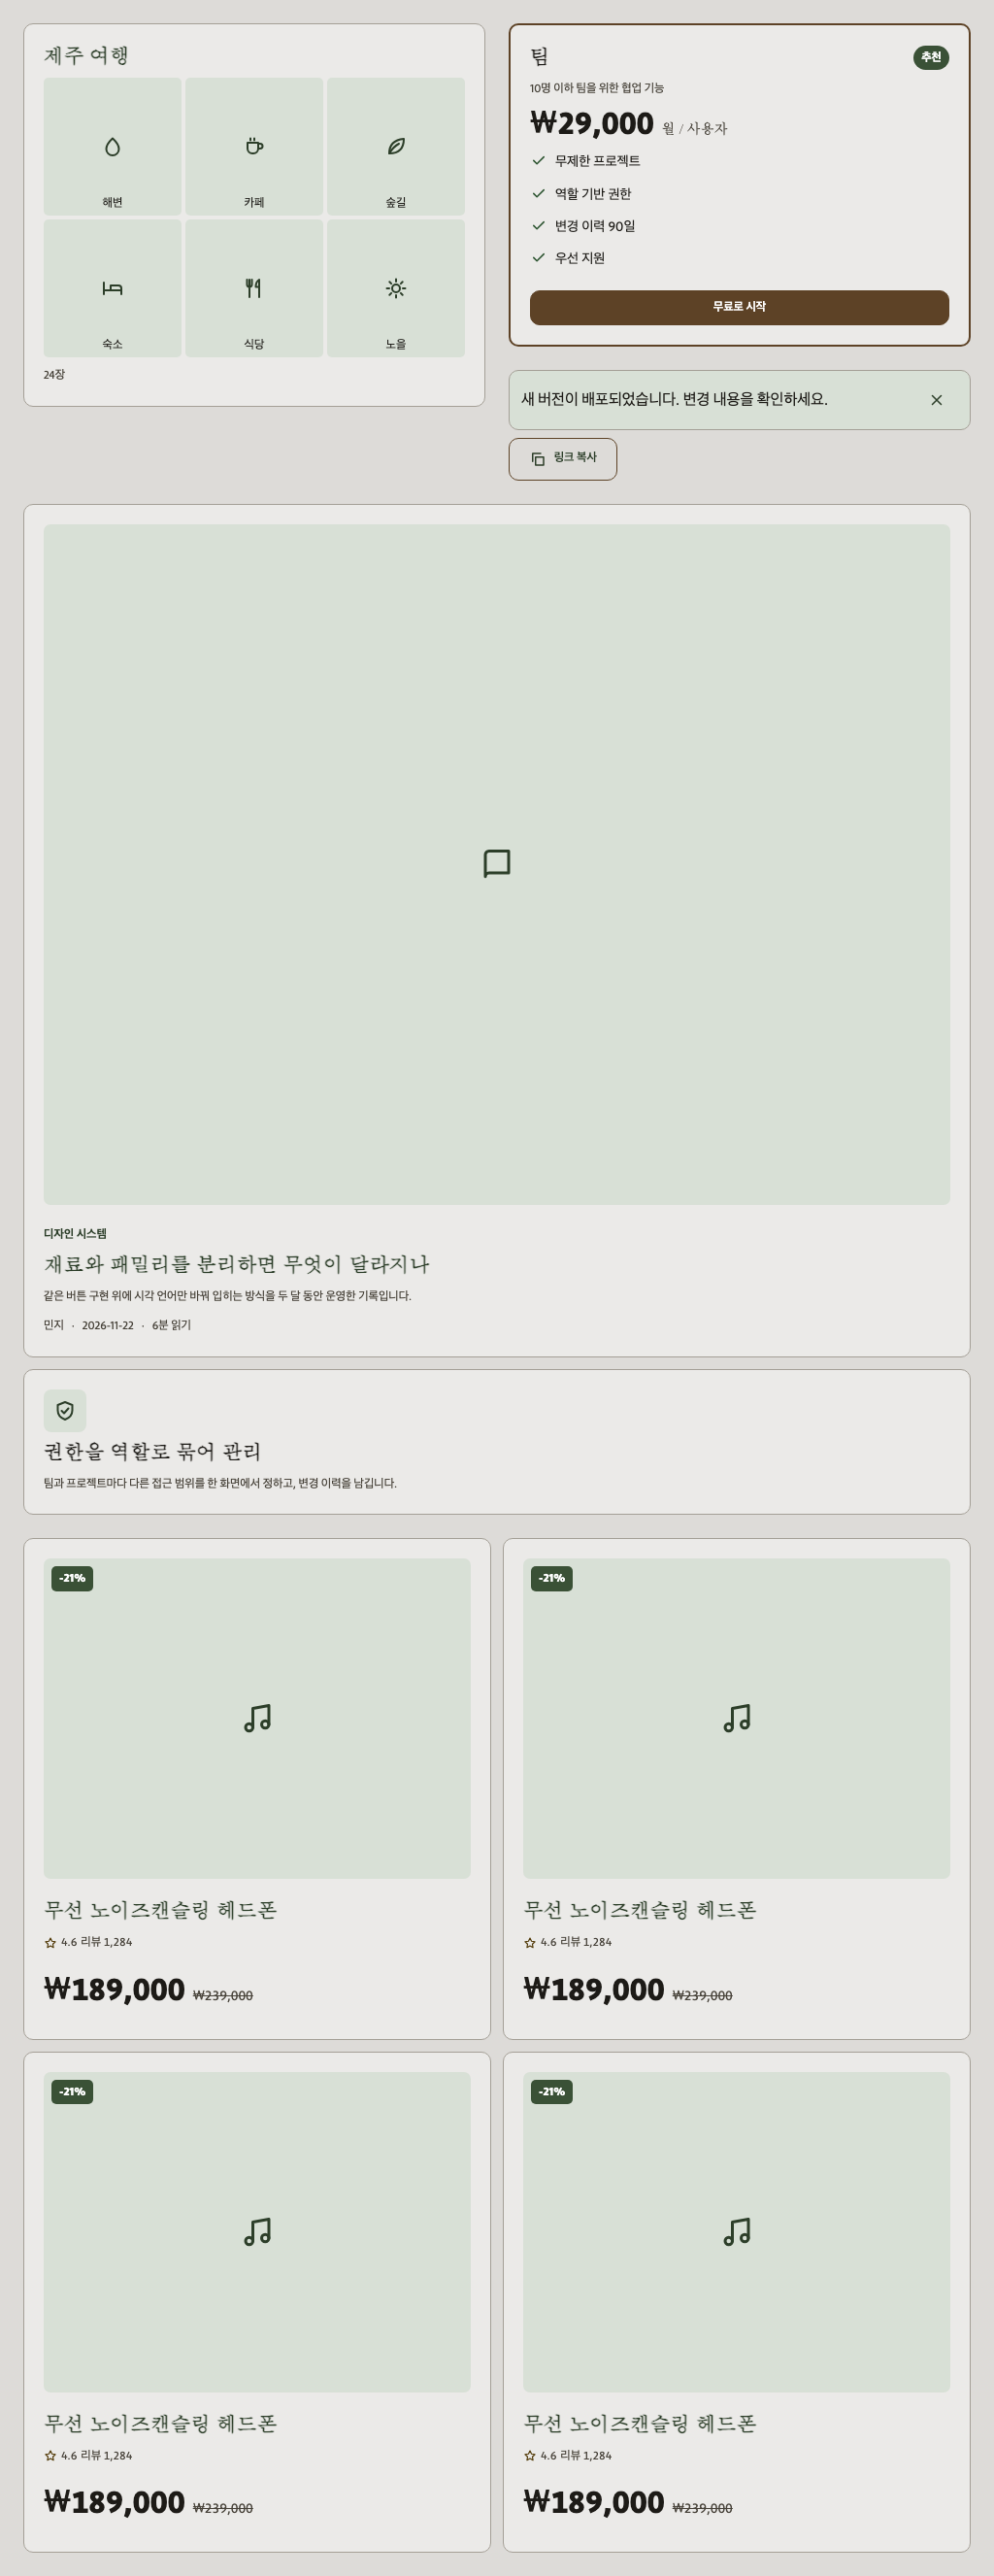 제주 여행
해변
카페
숲길
숙소
식당
노을
24장
팀
추천
10명 이하 팀을 위한 협업 기능
₩29,000 월 / 사용자
무제한 프로젝트
역할 기반 권한
변경 이력 90일
우선 지원
무료로 시작
새 버전이 배포되었습니다. 변경 내용을 확인하세요.
링크 복사
디자인 시스템
재료와 패밀리를 분리하면 무엇이 달라지나
같은 버튼 구현 위에 시각 언어만 바꿔 입히는 방식을 두 달 동안 운영한 기록입니다.
민지 · 2026-11-22 · 6분 읽기
권한을 역할로 묶어 관리
팀과 프로젝트마다 다른 접근 범위를 한 화면에서 정하고, 변경 이력을 남깁니다.
-21%
무선 노이즈캔슬링 헤드폰
4.6 리뷰 1,284
₩189,000 ₩239,000
-21%
무선 노이즈캔슬링 헤드폰
4.6 리뷰 1,284
₩189,000 ₩239,000
-21%
무선 노이즈캔슬링 헤드폰
4.6 리뷰 1,284
₩189,000 ₩239,000
-21%
무선 노이즈캔슬링 헤드폰
4.6 리뷰 1,284
₩189,000 ₩239,000